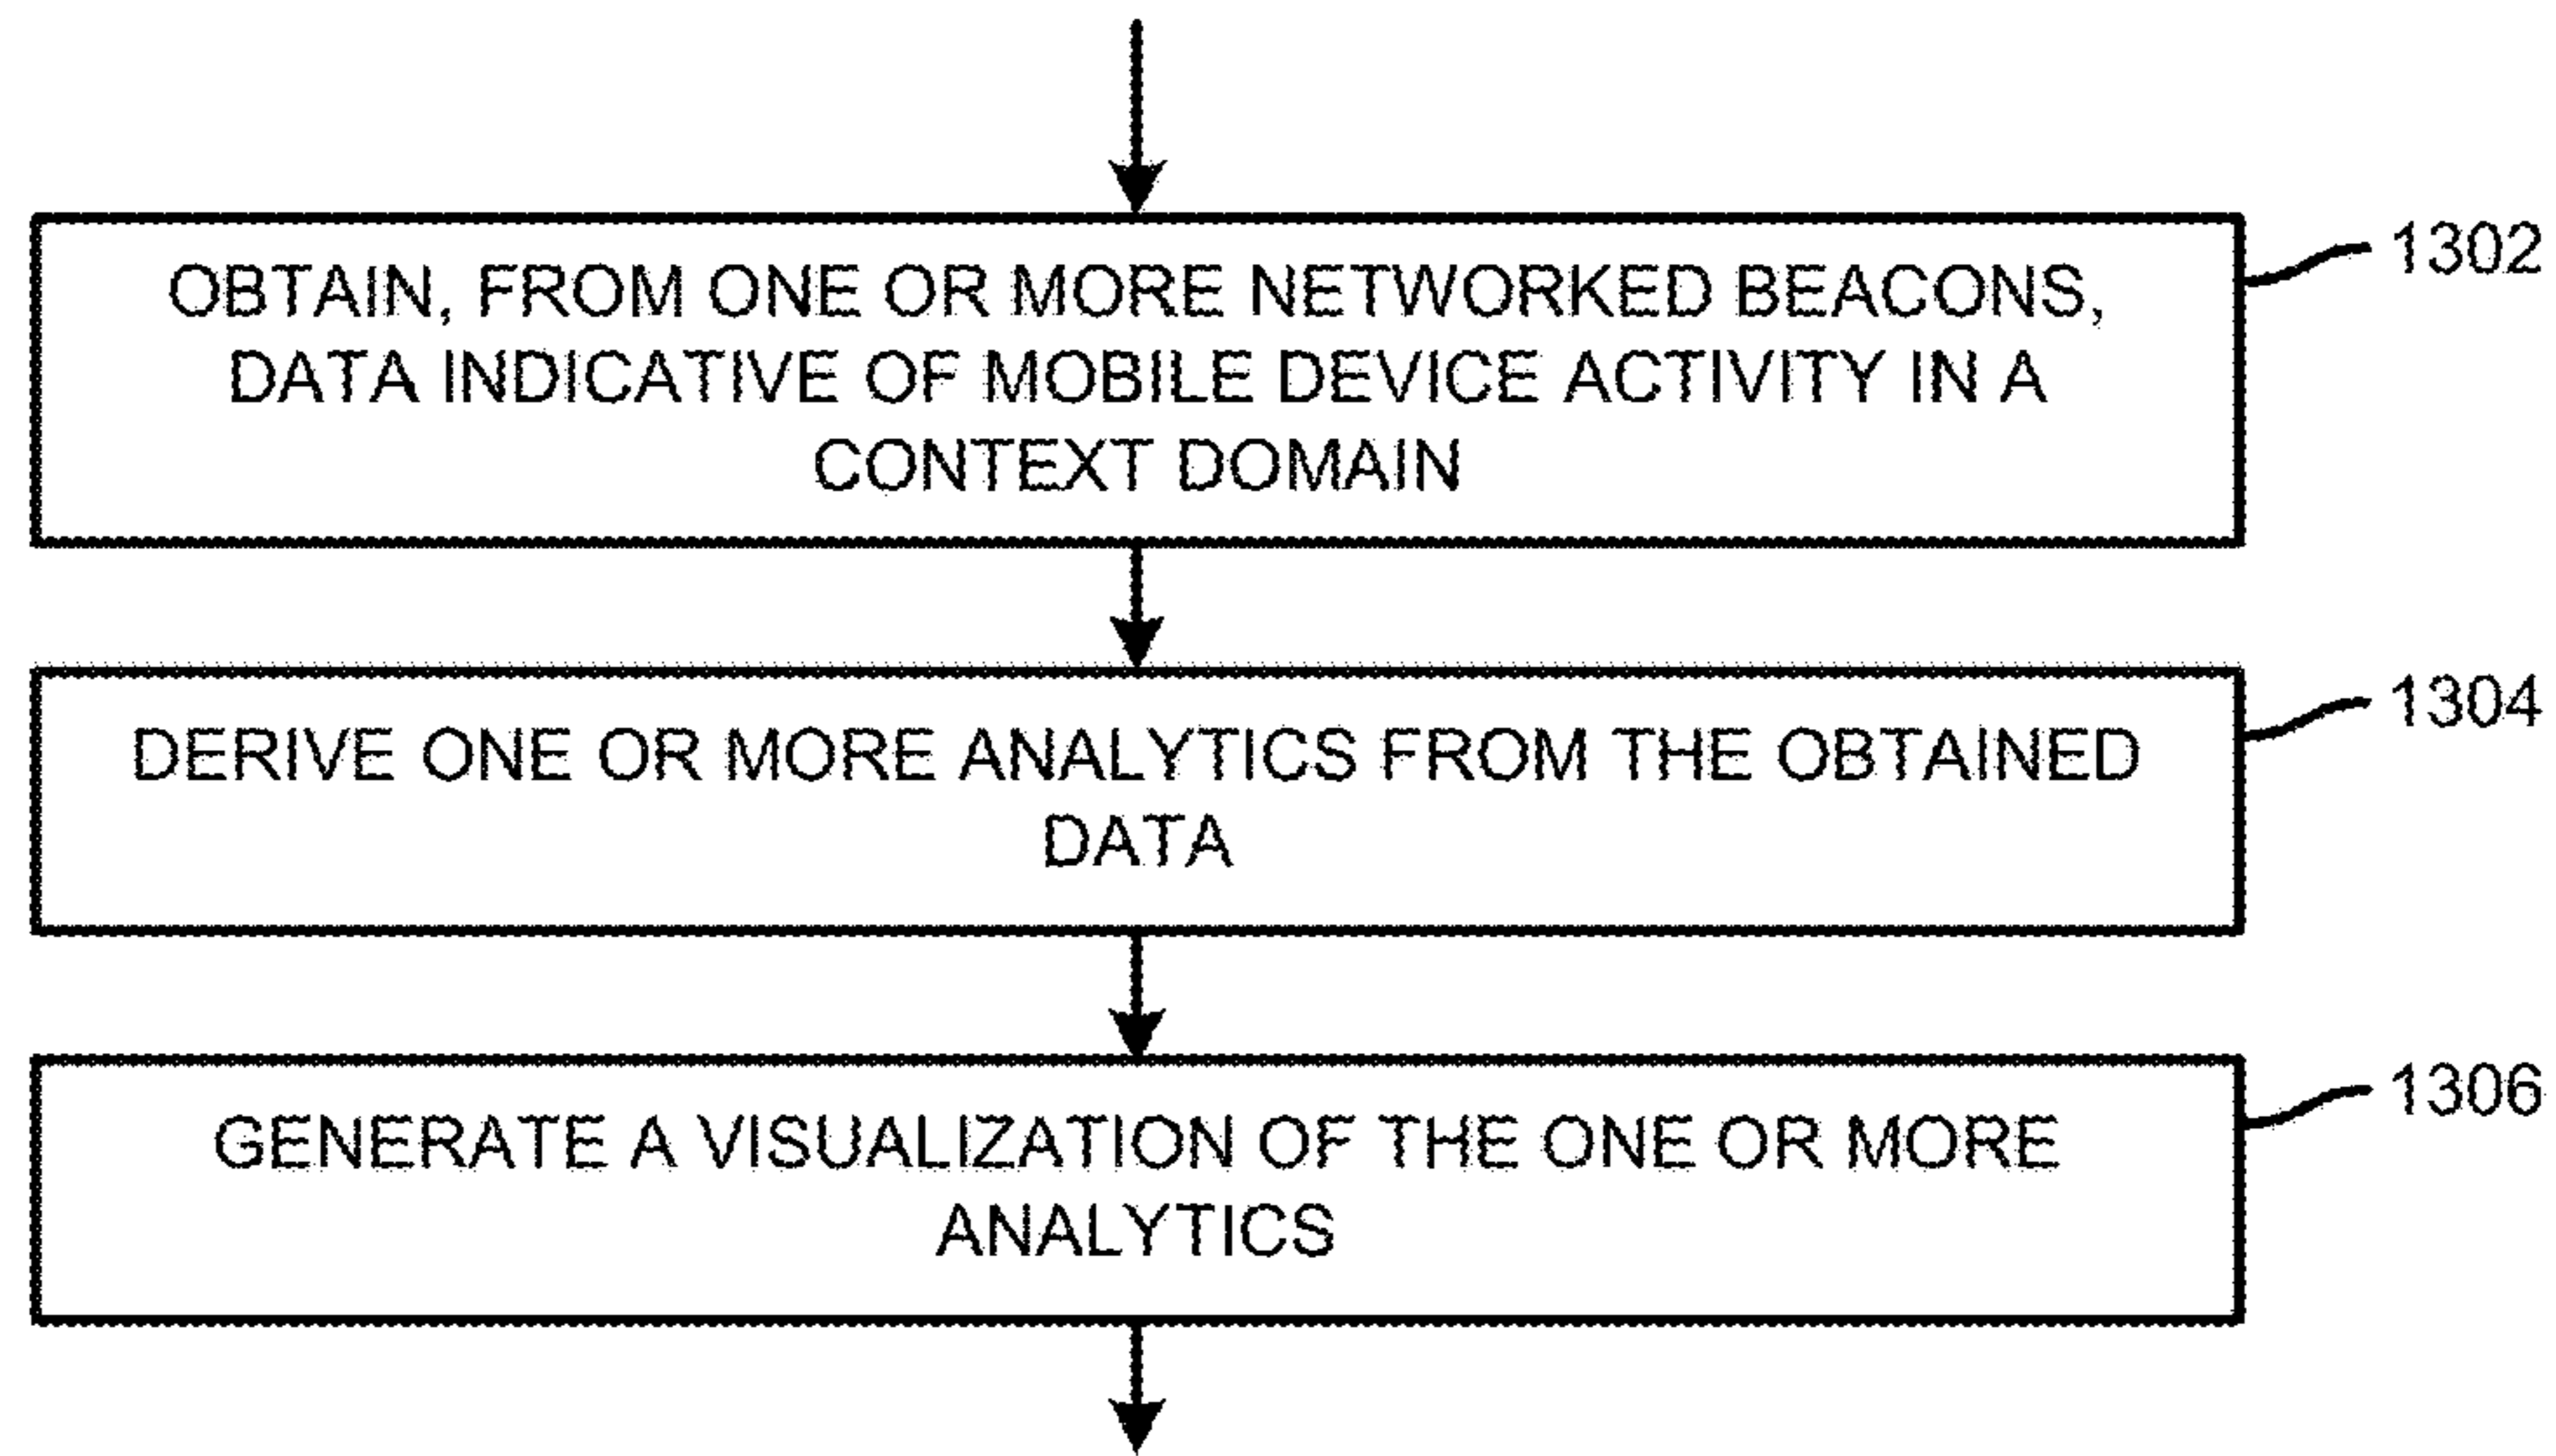 OBTAIN, FROM ONE OR MORE NETWORKED BEACONS,
DATA INDICATIVE OF MOBILE DEVICE ACTIVITY IN A
CONTEXT DOMAIN
1302
DERIVE ONE OR MORE ANALYTICS FROM THE OBTAINED
DATA
1304
GENERATE A VISUALIZATION OF THE ONE OR MORE
ANALYTICS
1306